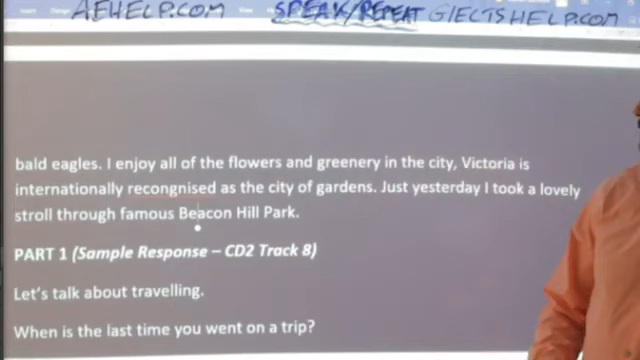 AEHELP.COM SPEAK/REPEAT GIELTSHELP.COM
bald eagles. I enjoy all of the flowers and greenery in the city, Victoria is
internationally recongnised as the city of gardens. Just yesterday I took a lovely
stroll through famous Beacon Hill Park.
PART 1 (Sample Response – CD2 Track 8)
Let's talk about travelling.
When is the last time you went on a trip?